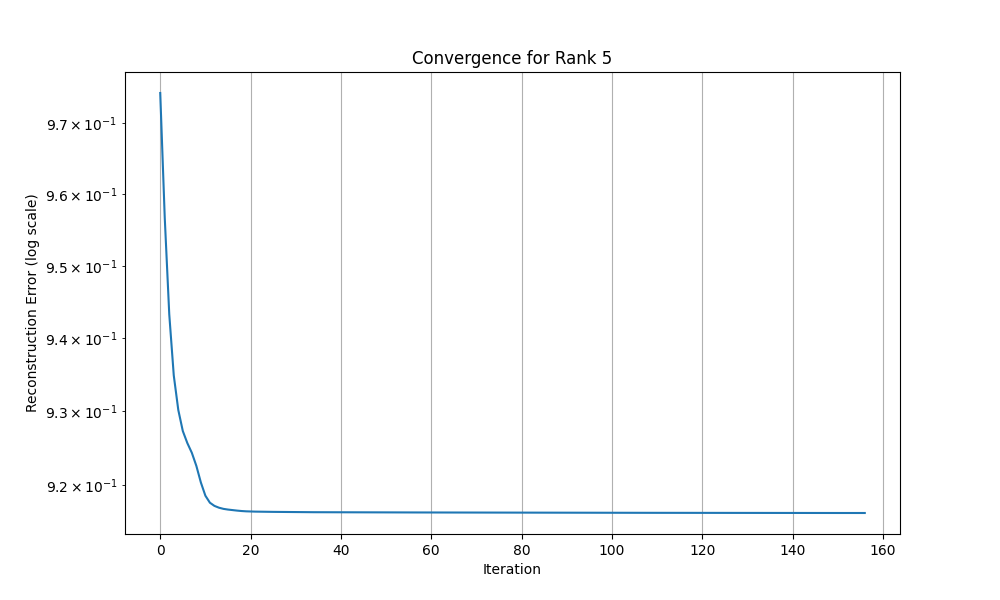 Convergence for Rank 5
Reconstruction Error (log scale)
9.7 × 10⁻¹
9.6 × 10⁻¹
9.5 × 10⁻¹
9.4 × 10⁻¹
9.3 × 10⁻¹
9.2 × 10⁻¹
0 20 40 60 80 100 120 140 160
Iteration